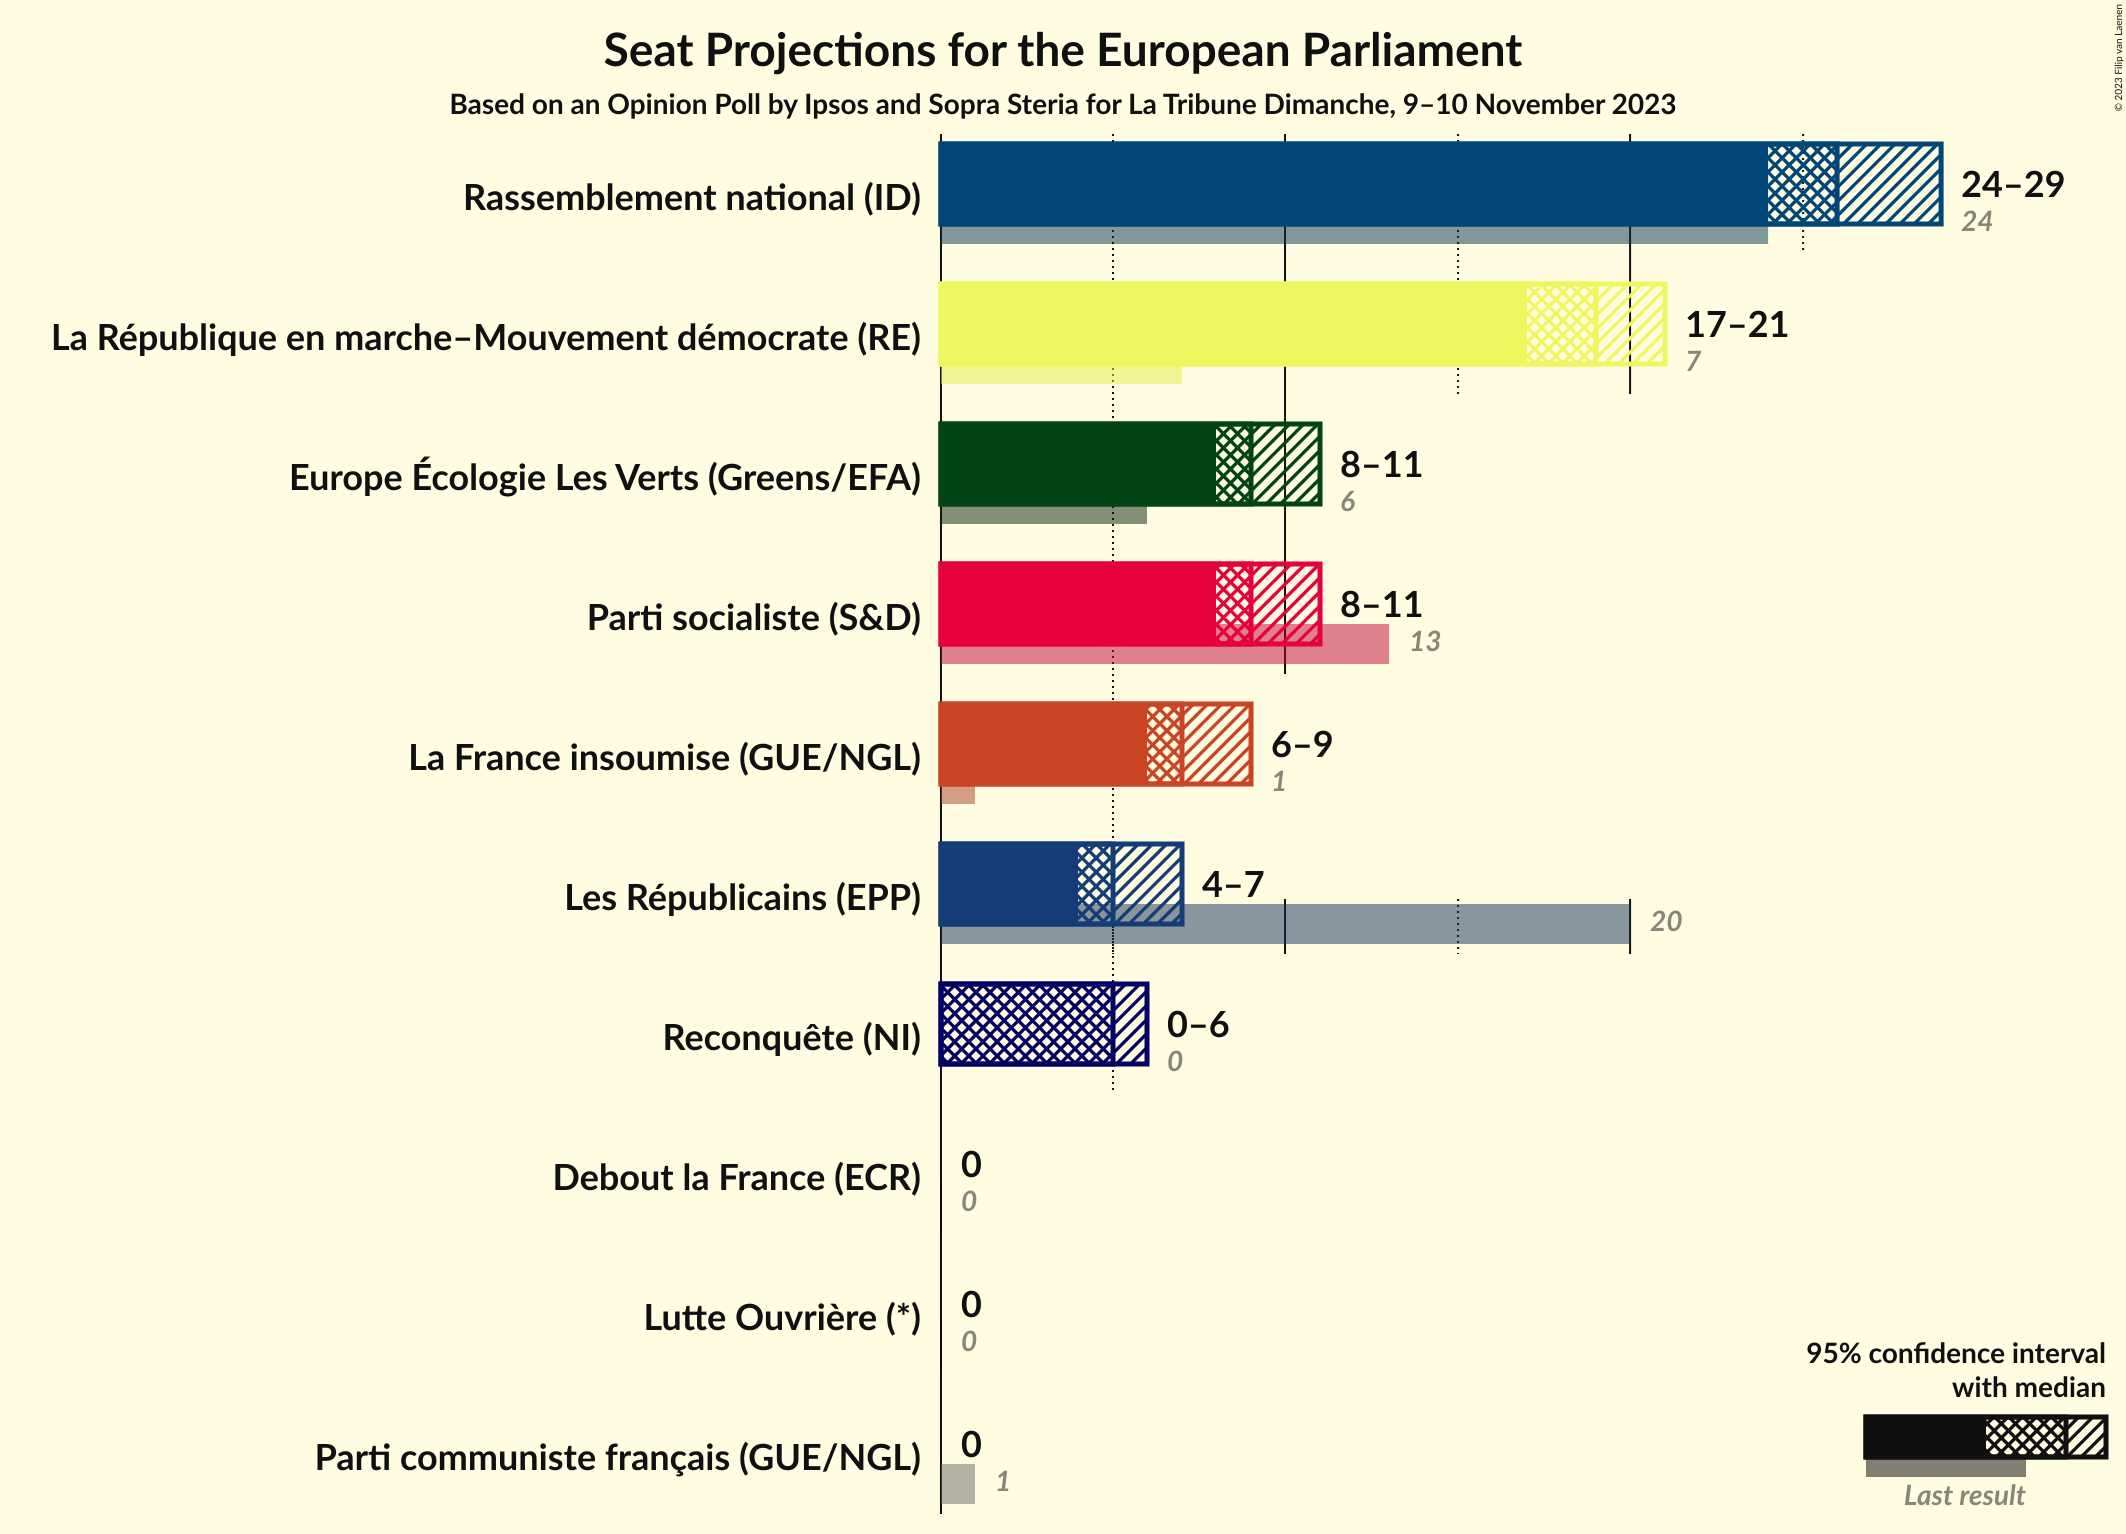 Seat Projections for the European Parliament
Based on an Opinion Poll by Ipsos and Sopra Steria for La Tribune Dimanche, 9–10 November 2023
© 2023 Filip van Laenen
Rassemblement national (ID)
24–29
24
La République en marche–Mouvement démocrate (RE)
17–21
7
Europe Écologie Les Verts (Greens/EFA)
8–11
6
Parti socialiste (S&D)
8–11
13
La France insoumise (GUE/NGL)
6–9
1
Les Républicains (EPP)
4–7
20
Reconquête (NI)
0–6
0
Debout la France (ECR)
0
0
Lutte Ouvrière (*)
0
0
Parti communiste français (GUE/NGL)
0
1
95% confidence interval
with median
Last result